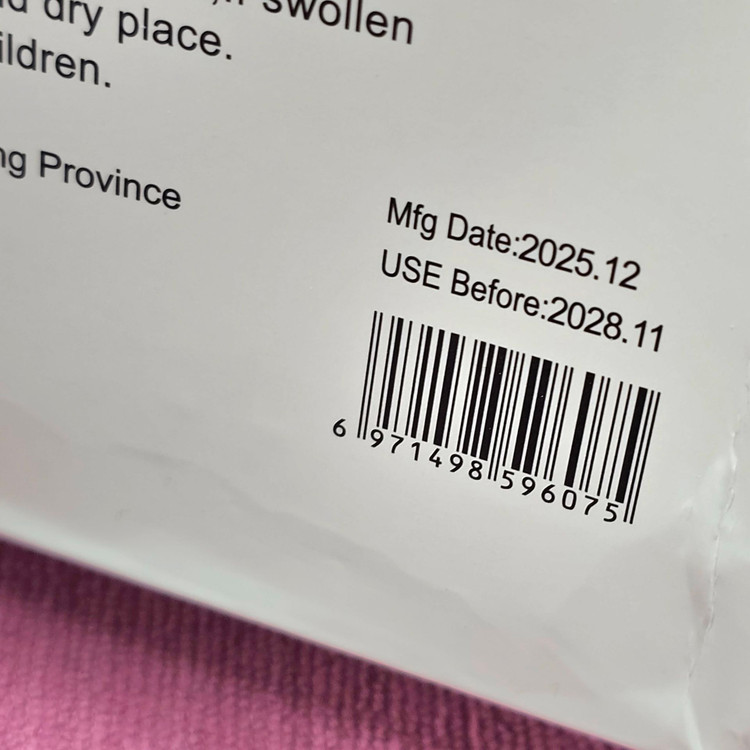 swollen
dry place.
ildren.
ng Province
Mfg Date:2025.12
USE Before:2028.11
6 971498 596075